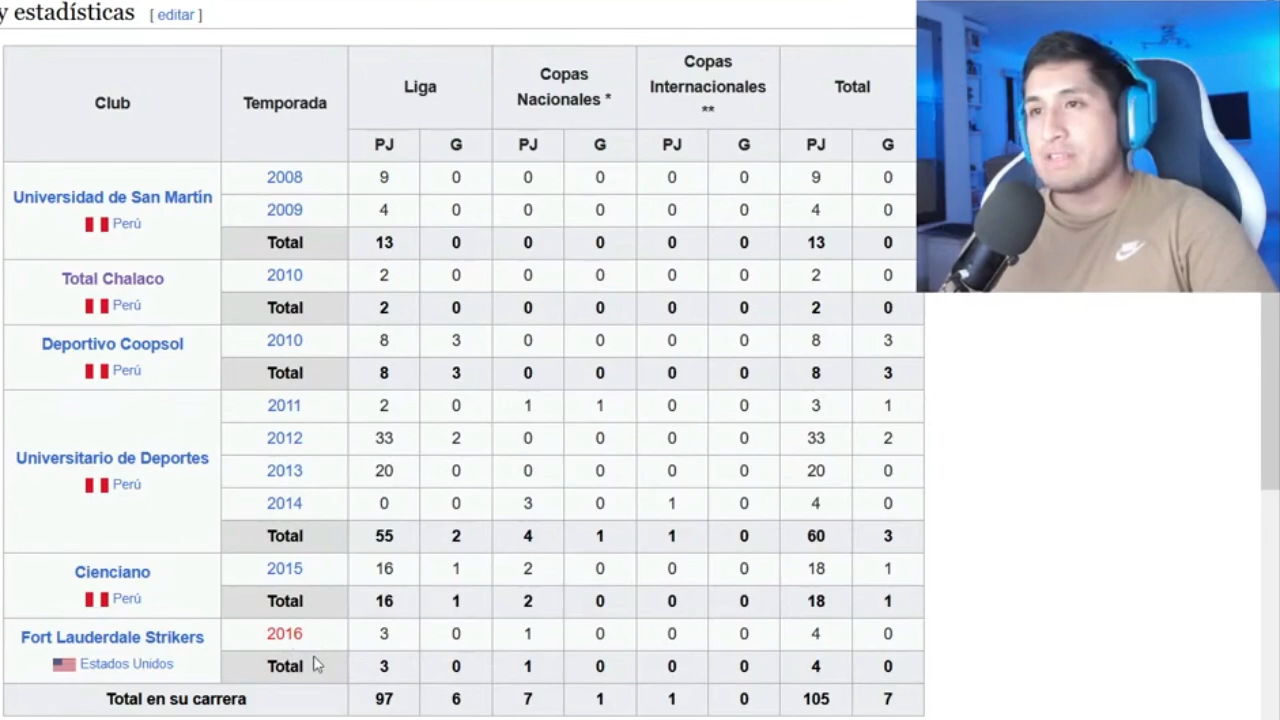 y estadísticas [ editar ]
Club Temporada Liga Copas Nacionales * Copas Internacionales ** Total
PJ G PJ G PJ G PJ G
Universidad de San Martín
Perú
2008 9 0 0 0 0 0 9 0
2009 4 0 0 0 0 0 4 0
Total 13 0 0 0 0 0 13 0
Total Chalaco
Perú
2010 2 0 0 0 0 0 2 0
Total 2 0 0 0 0 0 2 0
Deportivo Coopsol
Perú
2010 8 3 0 0 0 0 8 3
Total 8 3 0 0 0 0 8 3
Universitario de Deportes
Perú
2011 2 0 1 1 0 0 3 1
2012 33 2 0 0 0 0 33 2
2013 20 0 0 0 0 0 20 0
2014 0 0 3 0 1 0 4 0
Total 55 2 4 1 1 0 60 3
Cienciano
Perú
2015 16 1 2 0 0 0 18 1
Total 16 1 2 0 0 0 18 1
Fort Lauderdale Strikers
Estados Unidos
2016 3 0 1 0 0 0 4 0
Total 3 0 1 0 0 0 4 0
Total en su carrera 97 6 7 1 1 0 105 7